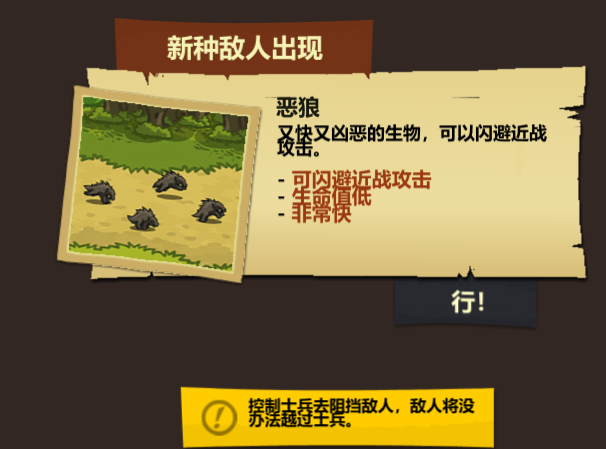 新种敌人出现
恶狼
又快又凶恶的生物，可以闪避近战
攻击。
- 可闪避近战攻击
- 生命值低
- 非常快
行！
控制士兵去阻挡敌人，敌人将没
办法越过士兵。